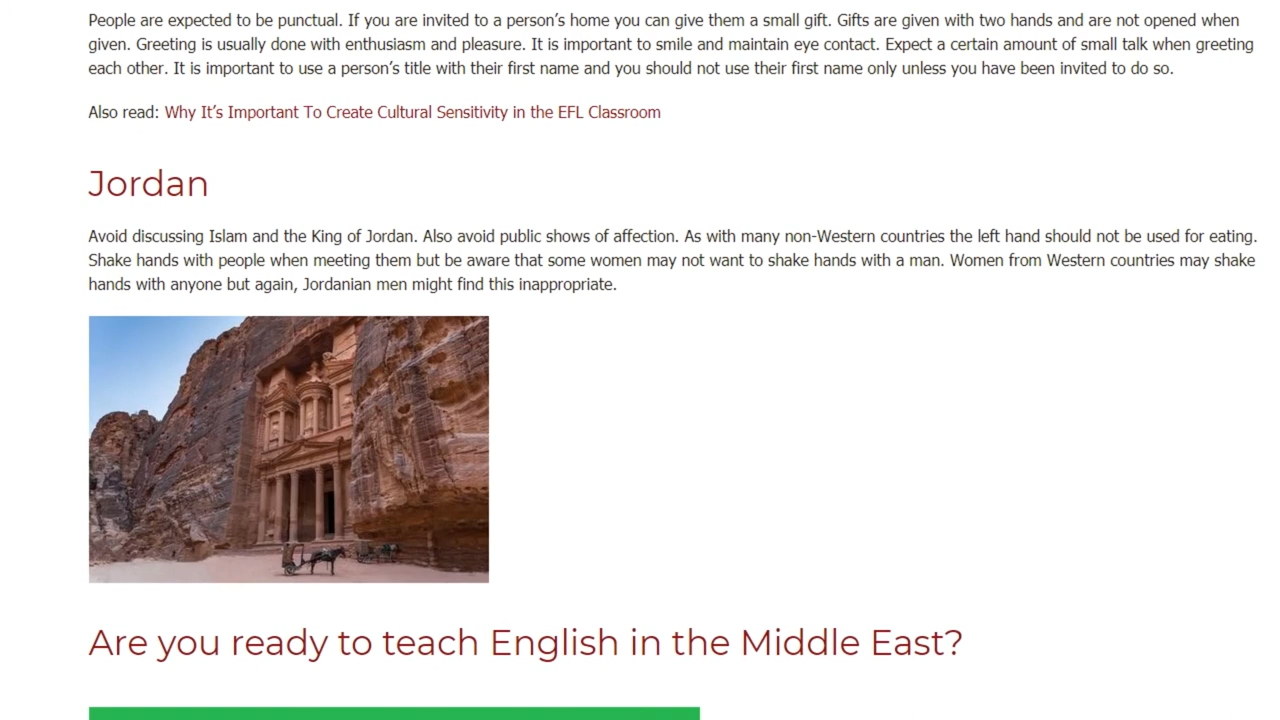 People are expected to be punctual. If you are invited to a person’s home you can give them a small gift. Gifts are given with two hands and are not opened when
given. Greeting is usually done with enthusiasm and pleasure. It is important to smile and maintain eye contact. Expect a certain amount of small talk when greeting
each other. It is important to use a person’s title with their first name and you should not use their first name only unless you have been invited to do so.
Also read: Why It’s Important To Create Cultural Sensitivity in the EFL Classroom
Jordan
Avoid discussing Islam and the King of Jordan. Also avoid public shows of affection. As with many non-Western countries the left hand should not be used for eating.
Shake hands with people when meeting them but be aware that some women may not want to shake hands with a man. Women from Western countries may shake
hands with anyone but again, Jordanian men might find this inappropriate.
Are you ready to teach English in the Middle East?